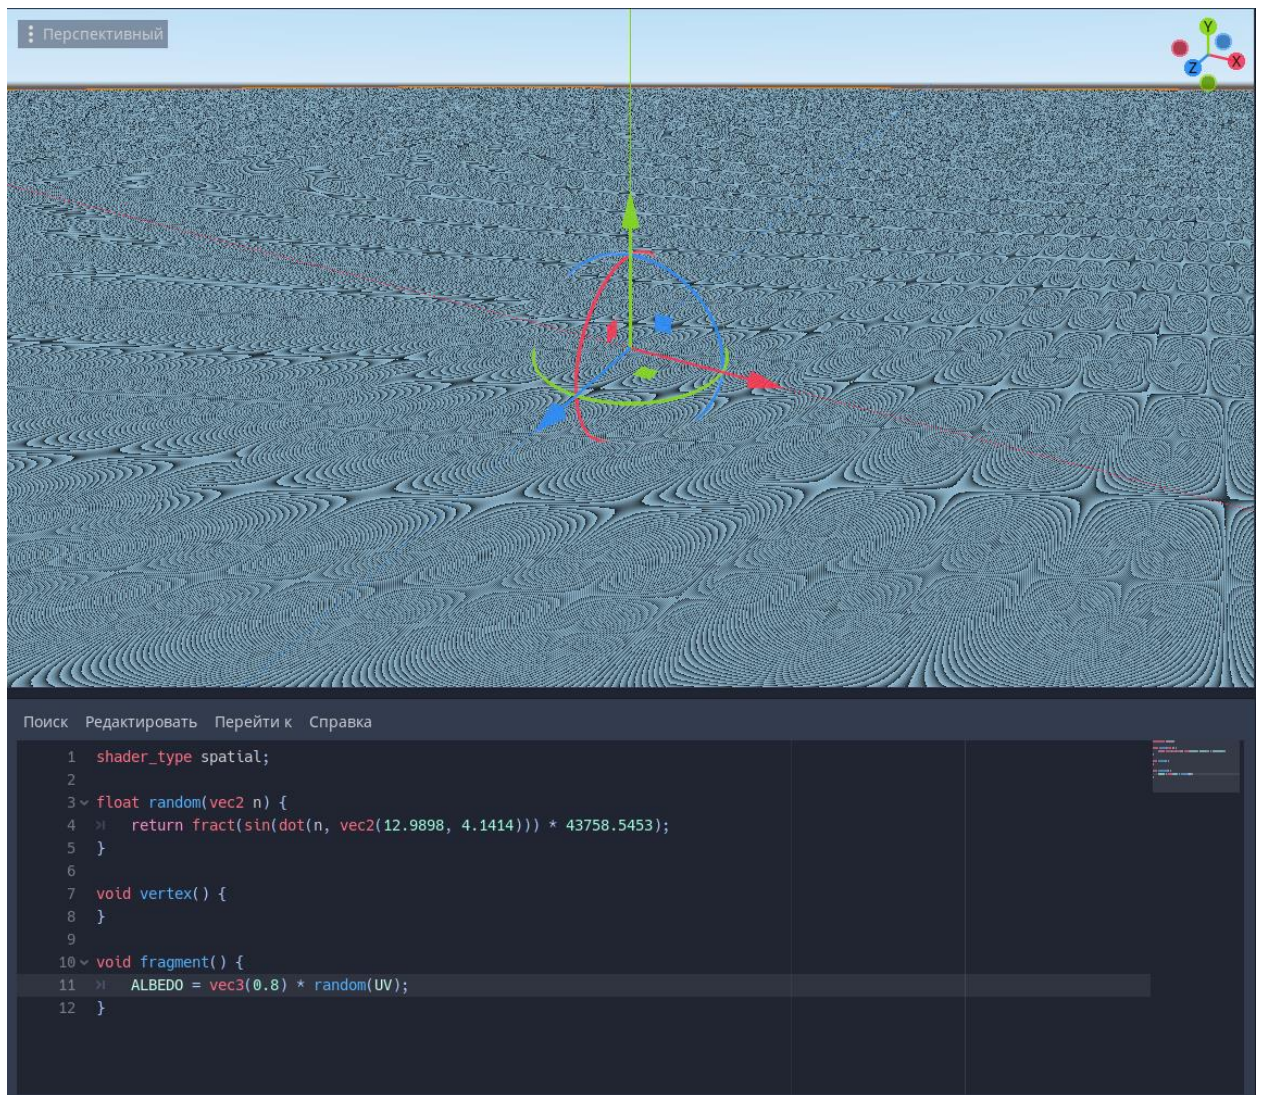 Перспективный
Y
X
Z
Поиск Редактировать Перейти к Справка
1 shader_type spatial;
2
3 float random(vec2 n) {
4 return fract(sin(dot(n, vec2(12.9898, 4.1414))) * 43758.5453);
5 }
6
7 void vertex() {
8 }
9
10 void fragment() {
11 ALBEDO = vec3(0.8) * random(UV);
12 }